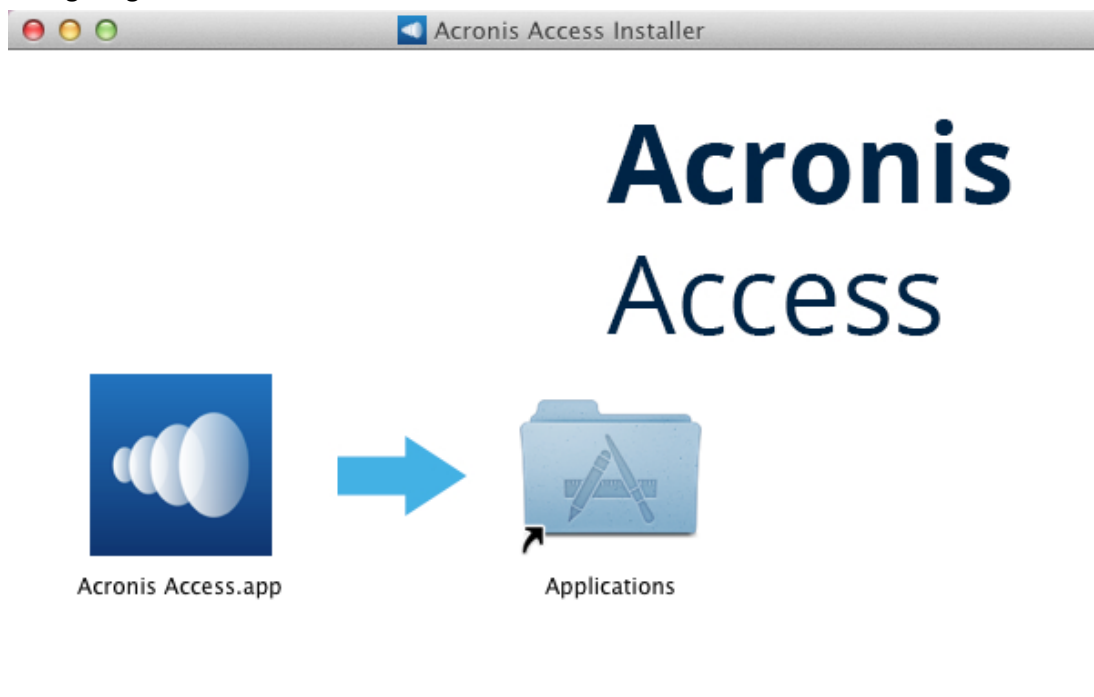 Acronis Access Installer
Acronis
Access
Acronis Access.app
Applications